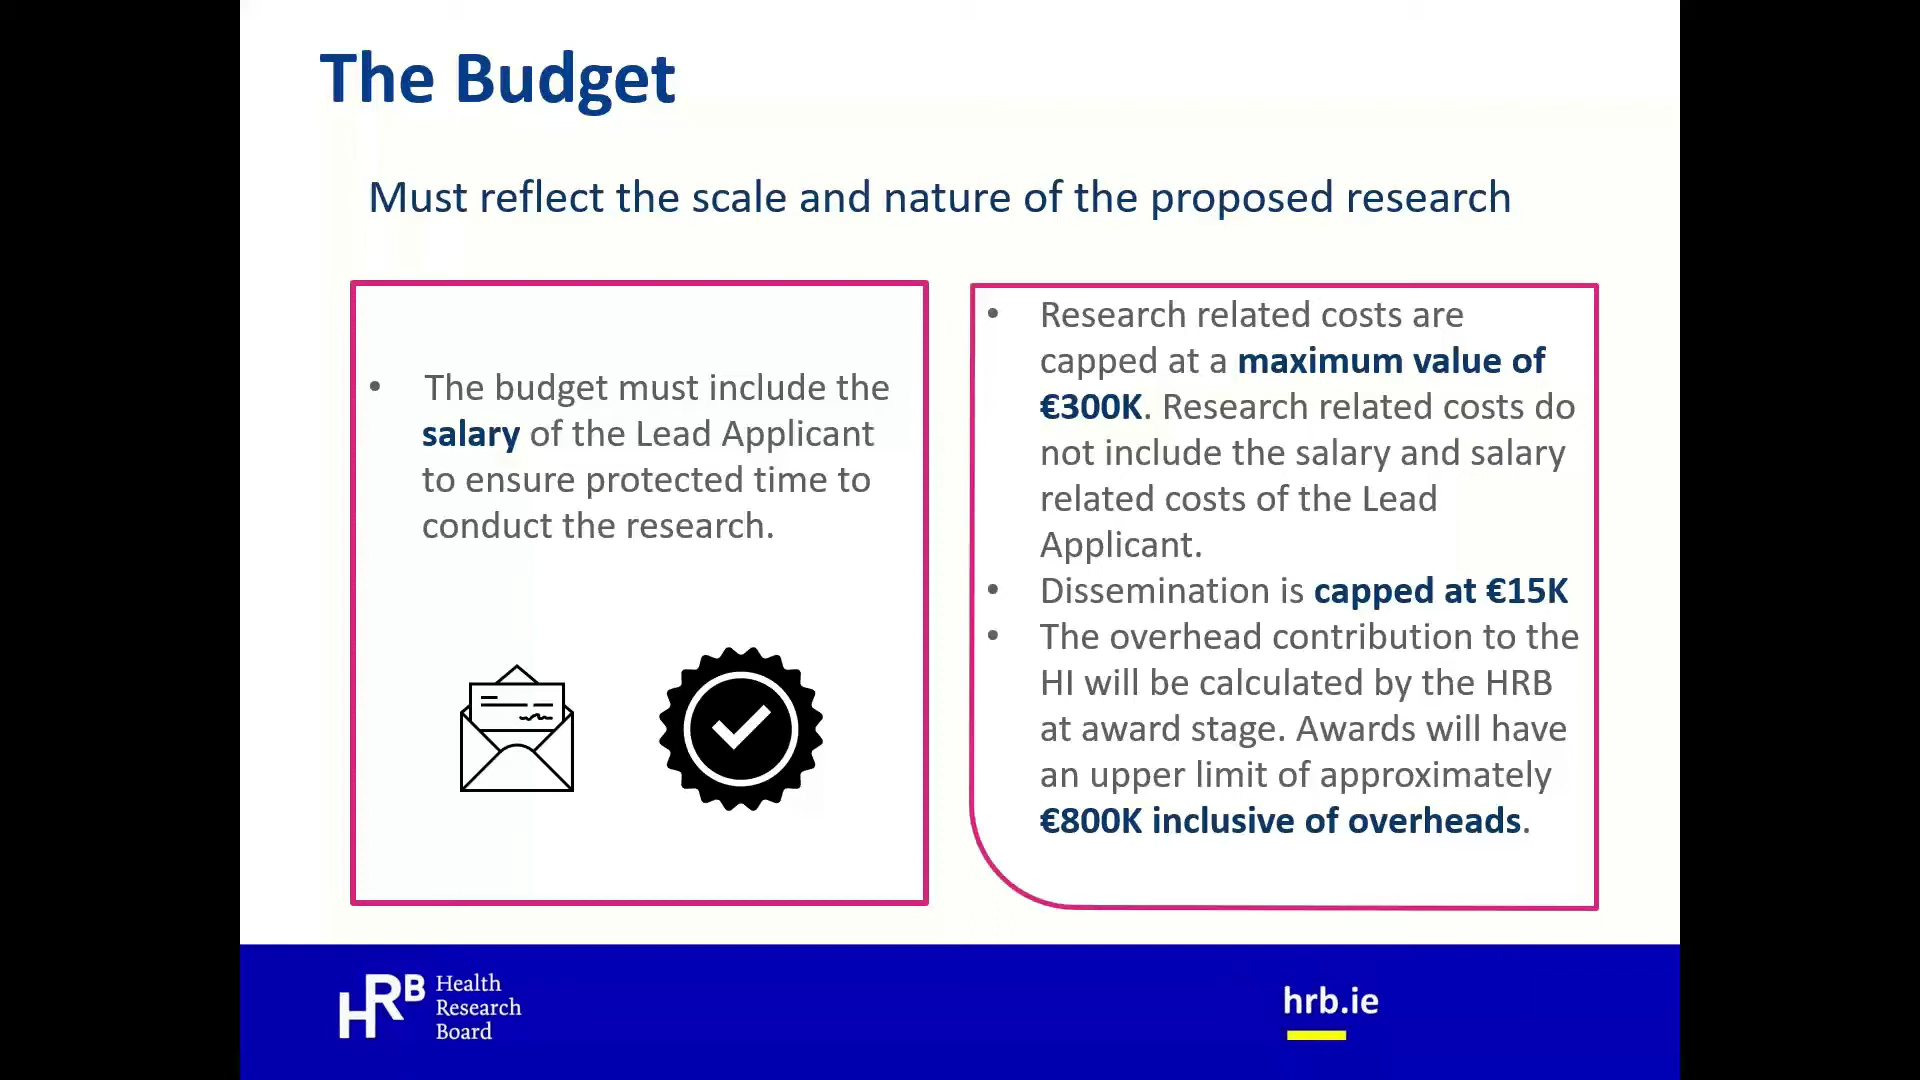 The Budget
Must reflect the scale and nature of the proposed research
• The budget must include the
salary of the Lead Applicant
to ensure protected time to
conduct the research.
• Research related costs are
capped at a maximum value of
€300K. Research related costs do
not include the salary and salary
related costs of the Lead
Applicant.
• Dissemination is capped at €15K
• The overhead contribution to the
HI will be calculated by the HRB
at award stage. Awards will have
an upper limit of approximately
€800K inclusive of overheads.
HRB Health
Research
Board
hrb.ie